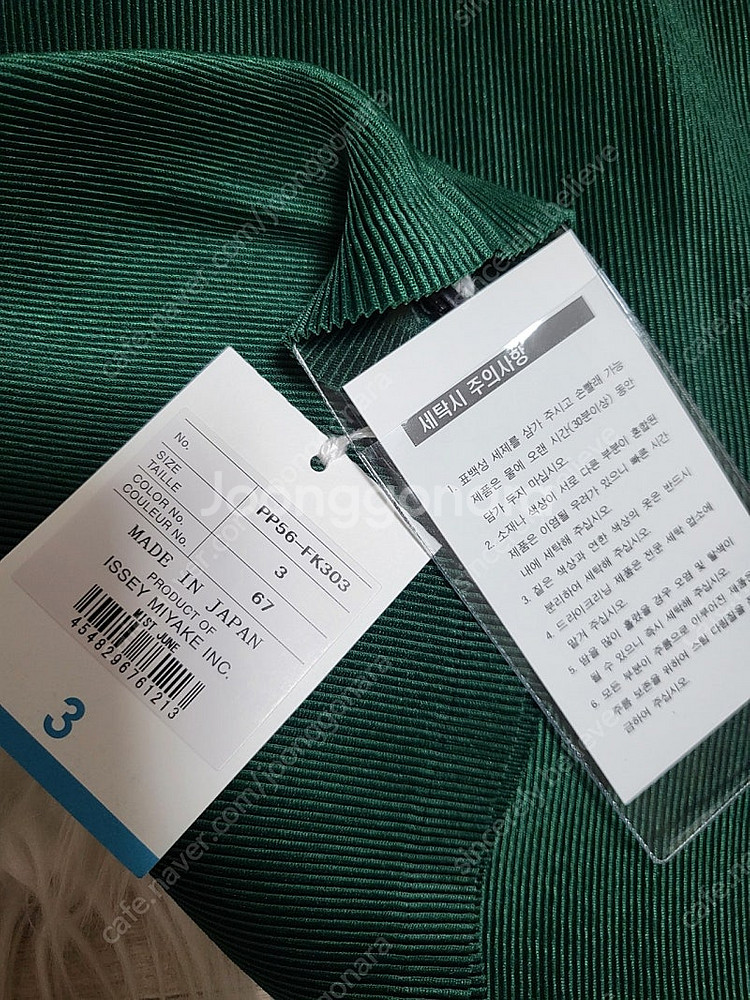 No.
SIZE
TAILLE
COLOR No.
COULEUR No.
PP56-FK303
3
67
MADE IN JAPAN
PRODUCT OF
ISSEY MIYAKE INC.
M1ST JUNE
4548296761213
3
세탁시 주의사항
표백성 세제를 삼가 주시고 손빨래 가능
제품은 물에 오랜 시간(30분이상) 동안
담가 두지 마십시오
2. 소재나 색상이 서로 다른 부분이 혼합된
제품은 이염될 우려가 있으니 빠른 시간
내에 세탁해 주십시오
3. 짙은 색상과 연한 색상의 옷은 반드시
분리하여 세탁해 주십시오
4. 드라이크리닝 제품은 전문 세탁 업소에
맡겨 주십시오
5. 땀을 많이 흘렸을 경우 오염 및 탈색이
될 수 있으니 즉시 세탁해 주십시오
6. 모든 부분이 주름으로 이루어진 제품은
주름 보존을 위하여 스팀 다림질을
금하여 주십시오
Joonggonara
cafe.naver.com/joonggonara
sincerelybelieve